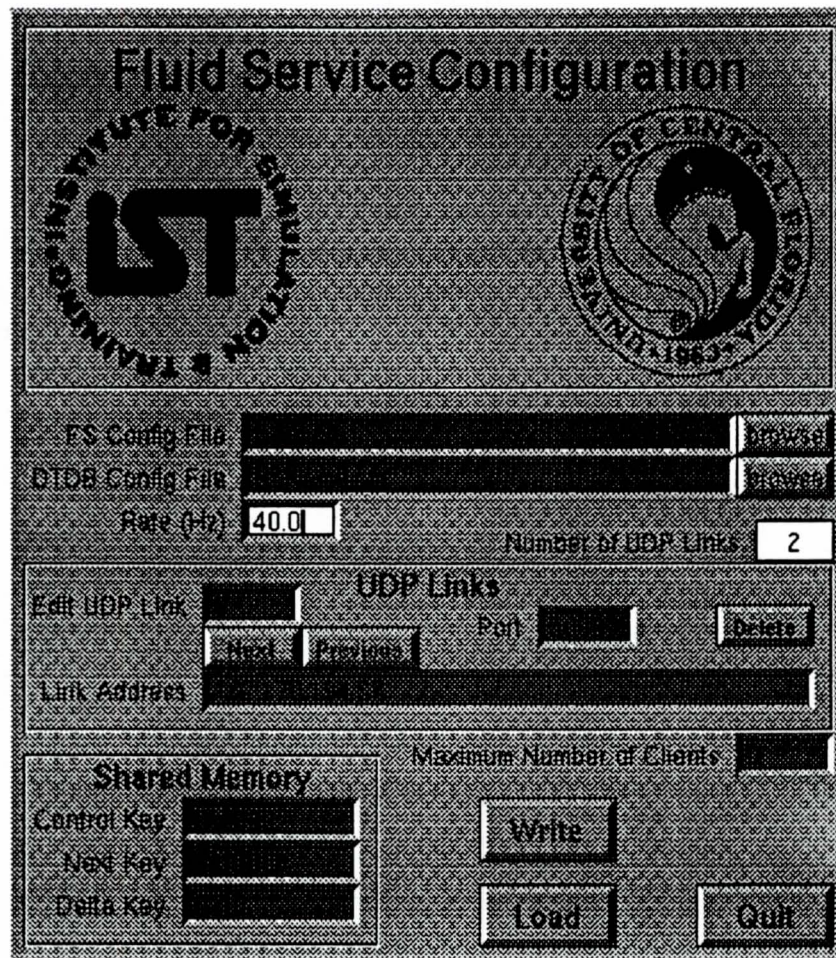 Fluid Service Configuration
INSTITUTE FOR SIMULATION & TRAINING
iST
UNIVERSITY OF CENTRAL FLORIDA
FS Config File
browse
DTDB Config File
browse
Rate (Hz) 40.0
Number of UDP Links 2
UDP Links
Edit UDP Link
Port
Delete
Next Previous
Link Address
Maximum Number of Clients
Shared Memory
Control Key
Next Key
Delta Key
Write
Load
Quit